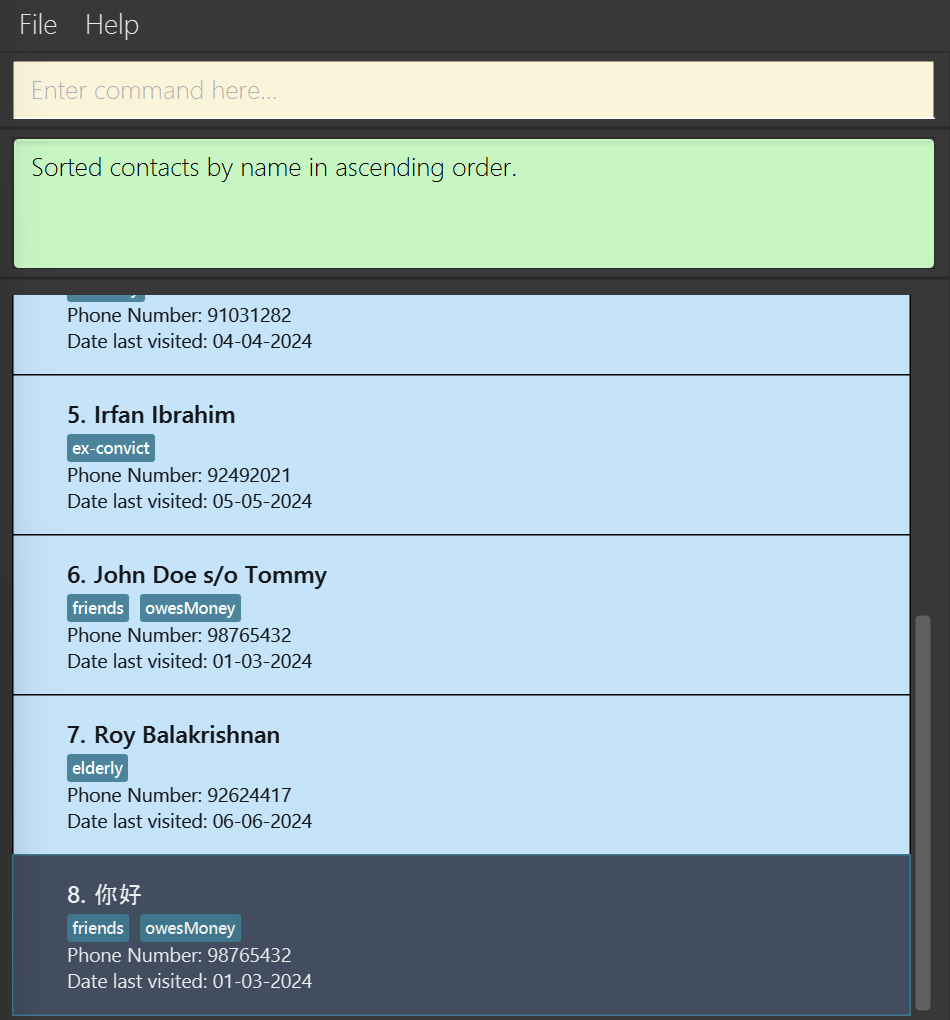 File Help
Enter command here...
Sorted contacts by name in ascending order.
Phone Number: 91031282
Date last visited: 04-04-2024
5. Irfan Ibrahim
ex-convict
Phone Number: 92492021
Date last visited: 05-05-2024
6. John Doe s/o Tommy
friends owesMoney
Phone Number: 98765432
Date last visited: 01-03-2024
7. Roy Balakrishnan
elderly
Phone Number: 92624417
Date last visited: 06-06-2024
8. 你好
friends owesMoney
Phone Number: 98765432
Date last visited: 01-03-2024